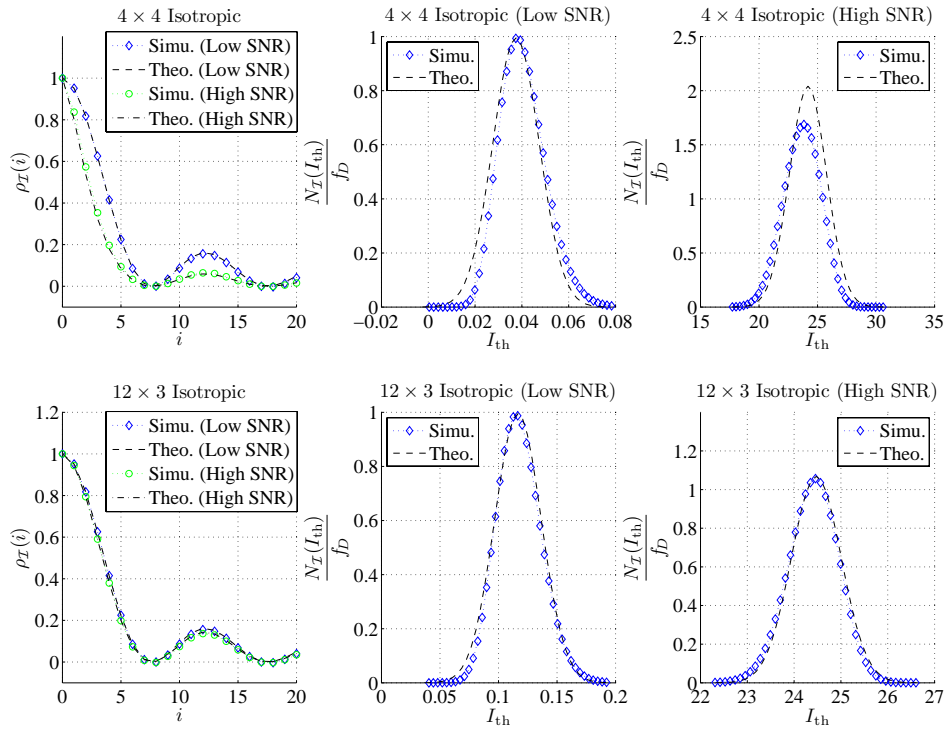 4 × 4 Isotropic
Simu. (Low SNR)
Theo. (Low SNR)
Simu. (High SNR)
Theo. (High SNR)
1.2
1
0.8
0.6
0.4
0.2
0
ρ_I(i)
0 5 10 15 20
i
4 × 4 Isotropic (Low SNR)
Simu.
Theo.
1
0.8
0.6
0.4
0.2
0
N_I(I_th)
f_D
−0.02 0 0.02 0.04 0.06 0.08
I_th
4 × 4 Isotropic (High SNR)
Simu.
Theo.
2.5
2
1.5
1
0.5
0
N_I(I_th)
f_D
15 20 25 30 35
I_th
12 × 3 Isotropic
Simu. (Low SNR)
Theo. (Low SNR)
Simu. (High SNR)
Theo. (High SNR)
1.2
1
0.8
0.6
0.4
0.2
0
ρ_I(i)
0 5 10 15 20
i
12 × 3 Isotropic (Low SNR)
Simu.
Theo.
1
0.8
0.6
0.4
0.2
0
N_I(I_th)
f_D
0 0.05 0.1 0.15 0.2
I_th
12 × 3 Isotropic (High SNR)
Simu.
Theo.
1.2
1
0.8
0.6
0.4
0.2
0
N_I(I_th)
f_D
22 23 24 25 26 27
I_th